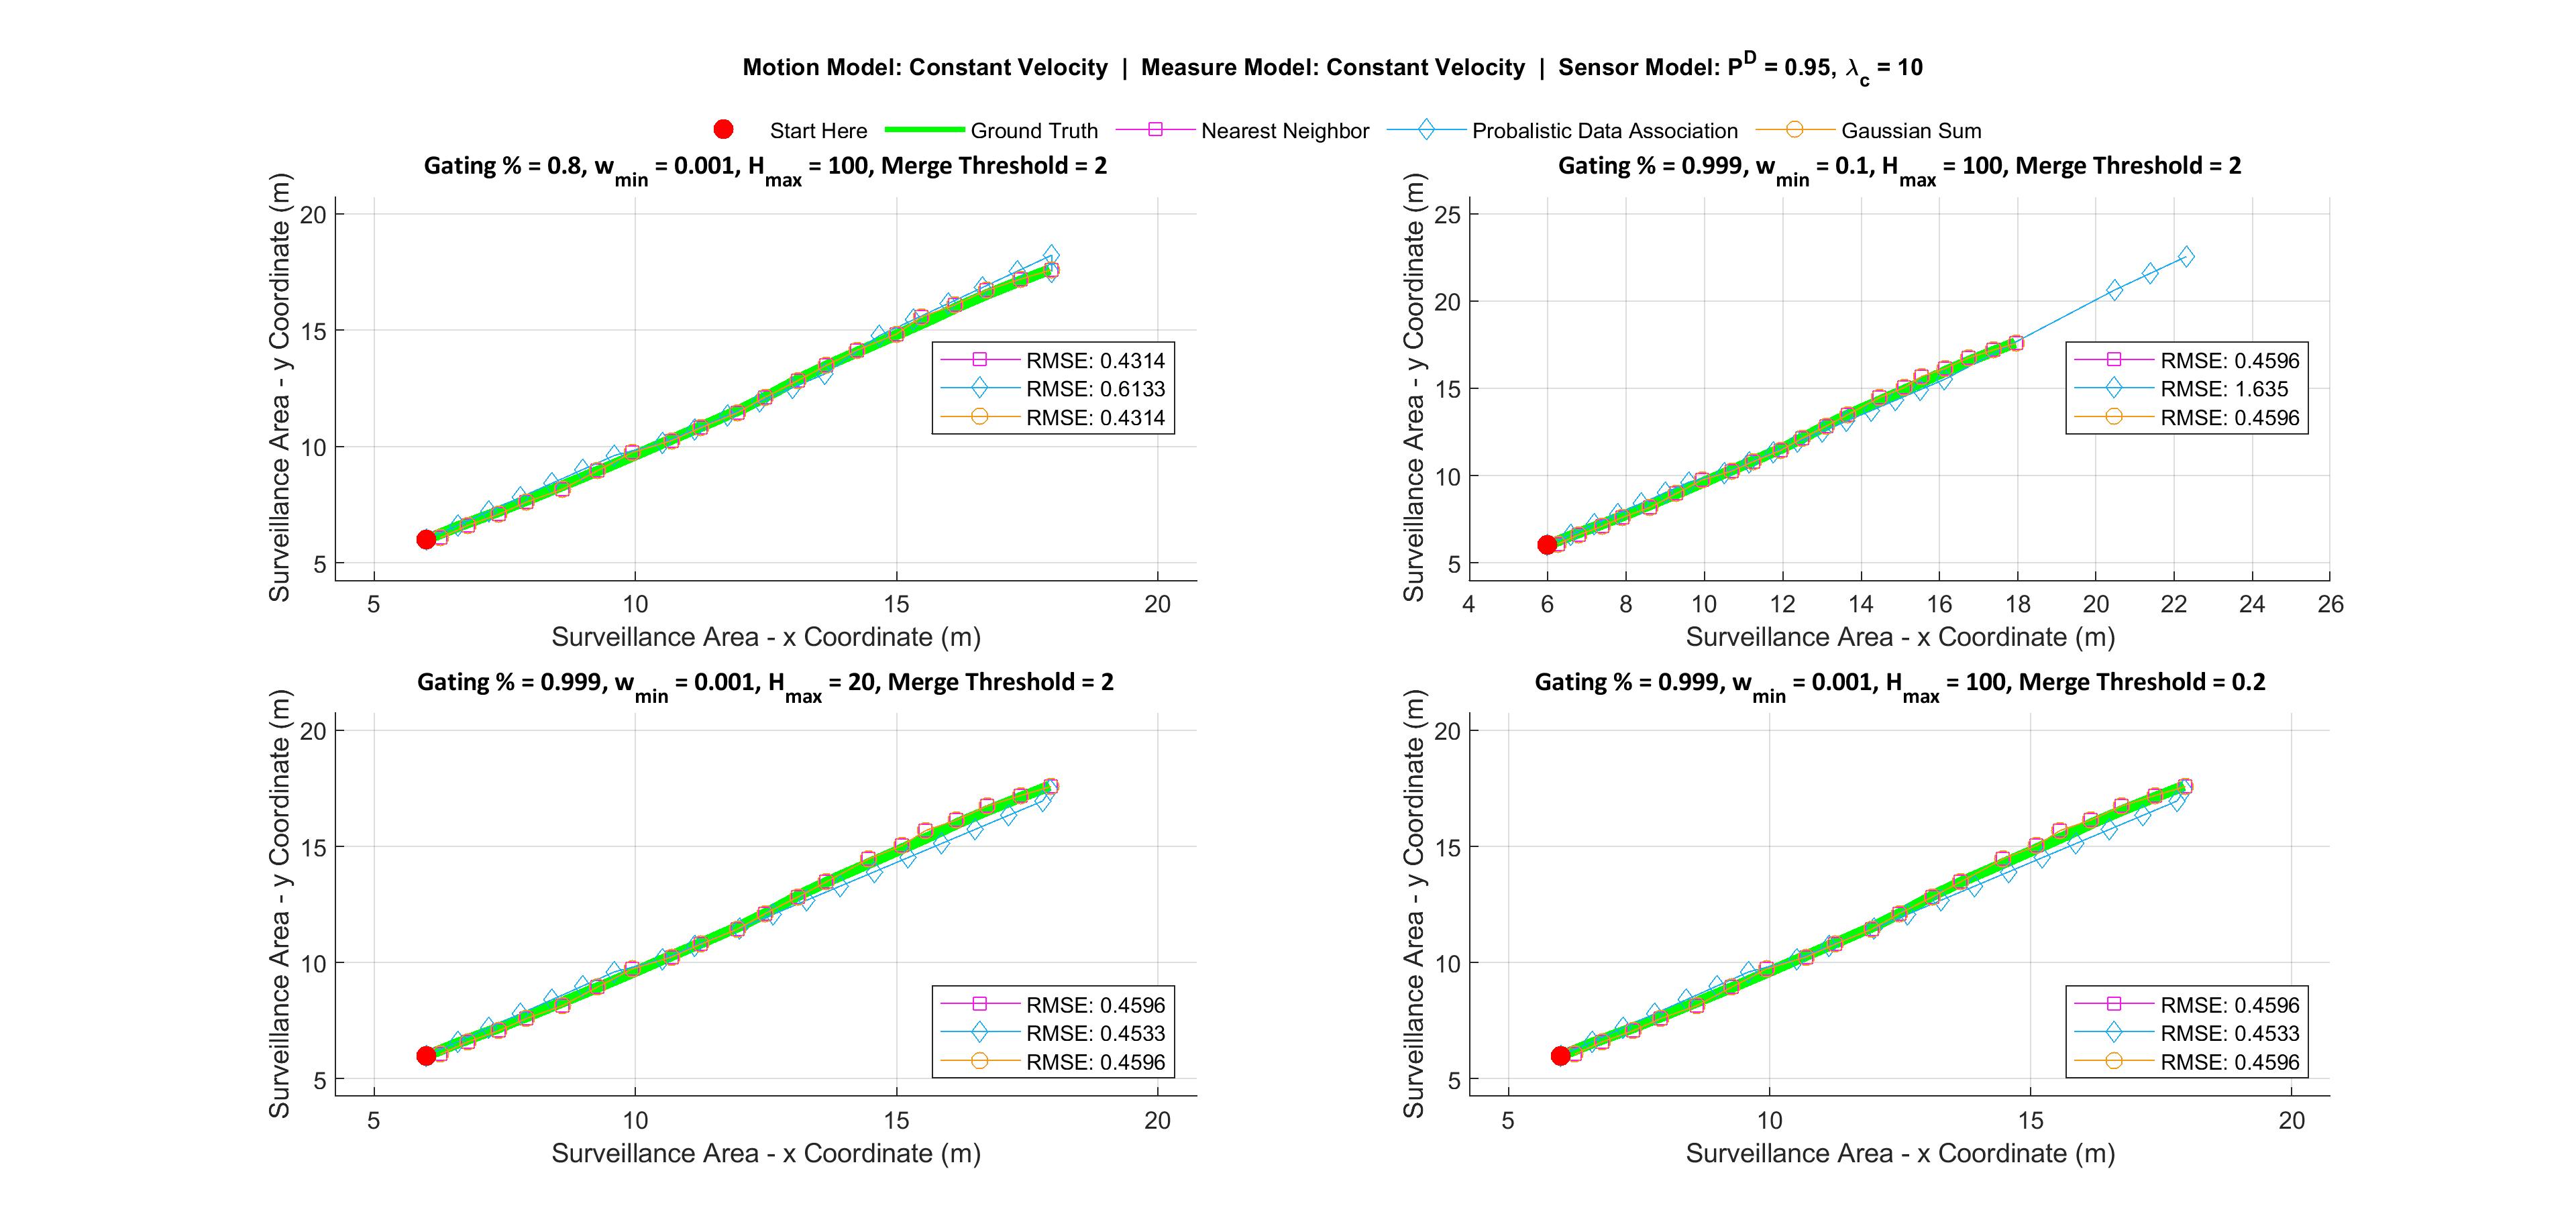 Motion Model: Constant Velocity | Measure Model: Constant Velocity | Sensor Model: P^D = 0.95, λ_c = 10
Start Here
Ground Truth
Nearest Neighbor
Probalistic Data Association
Gaussian Sum
Gating % = 0.8, w_min = 0.001, H_max = 100, Merge Threshold = 2
Surveillance Area - y Coordinate (m)
20
15
10
5
RMSE: 0.4314
RMSE: 0.6133
RMSE: 0.4314
5 10 15 20
Surveillance Area - x Coordinate (m)
Gating % = 0.999, w_min = 0.1, H_max = 100, Merge Threshold = 2
Surveillance Area - y Coordinate (m)
25
20
15
10
5
RMSE: 0.4596
RMSE: 1.635
RMSE: 0.4596
4 6 8 10 12 14 16 18 20 22 24 26
Surveillance Area - x Coordinate (m)
Gating % = 0.999, w_min = 0.001, H_max = 20, Merge Threshold = 2
Surveillance Area - y Coordinate (m)
20
15
10
5
RMSE: 0.4596
RMSE: 0.4533
RMSE: 0.4596
5 10 15 20
Surveillance Area - x Coordinate (m)
Gating % = 0.999, w_min = 0.001, H_max = 100, Merge Threshold = 0.2
Surveillance Area - y Coordinate (m)
20
15
10
5
RMSE: 0.4596
RMSE: 0.4533
RMSE: 0.4596
5 10 15 20
Surveillance Area - x Coordinate (m)